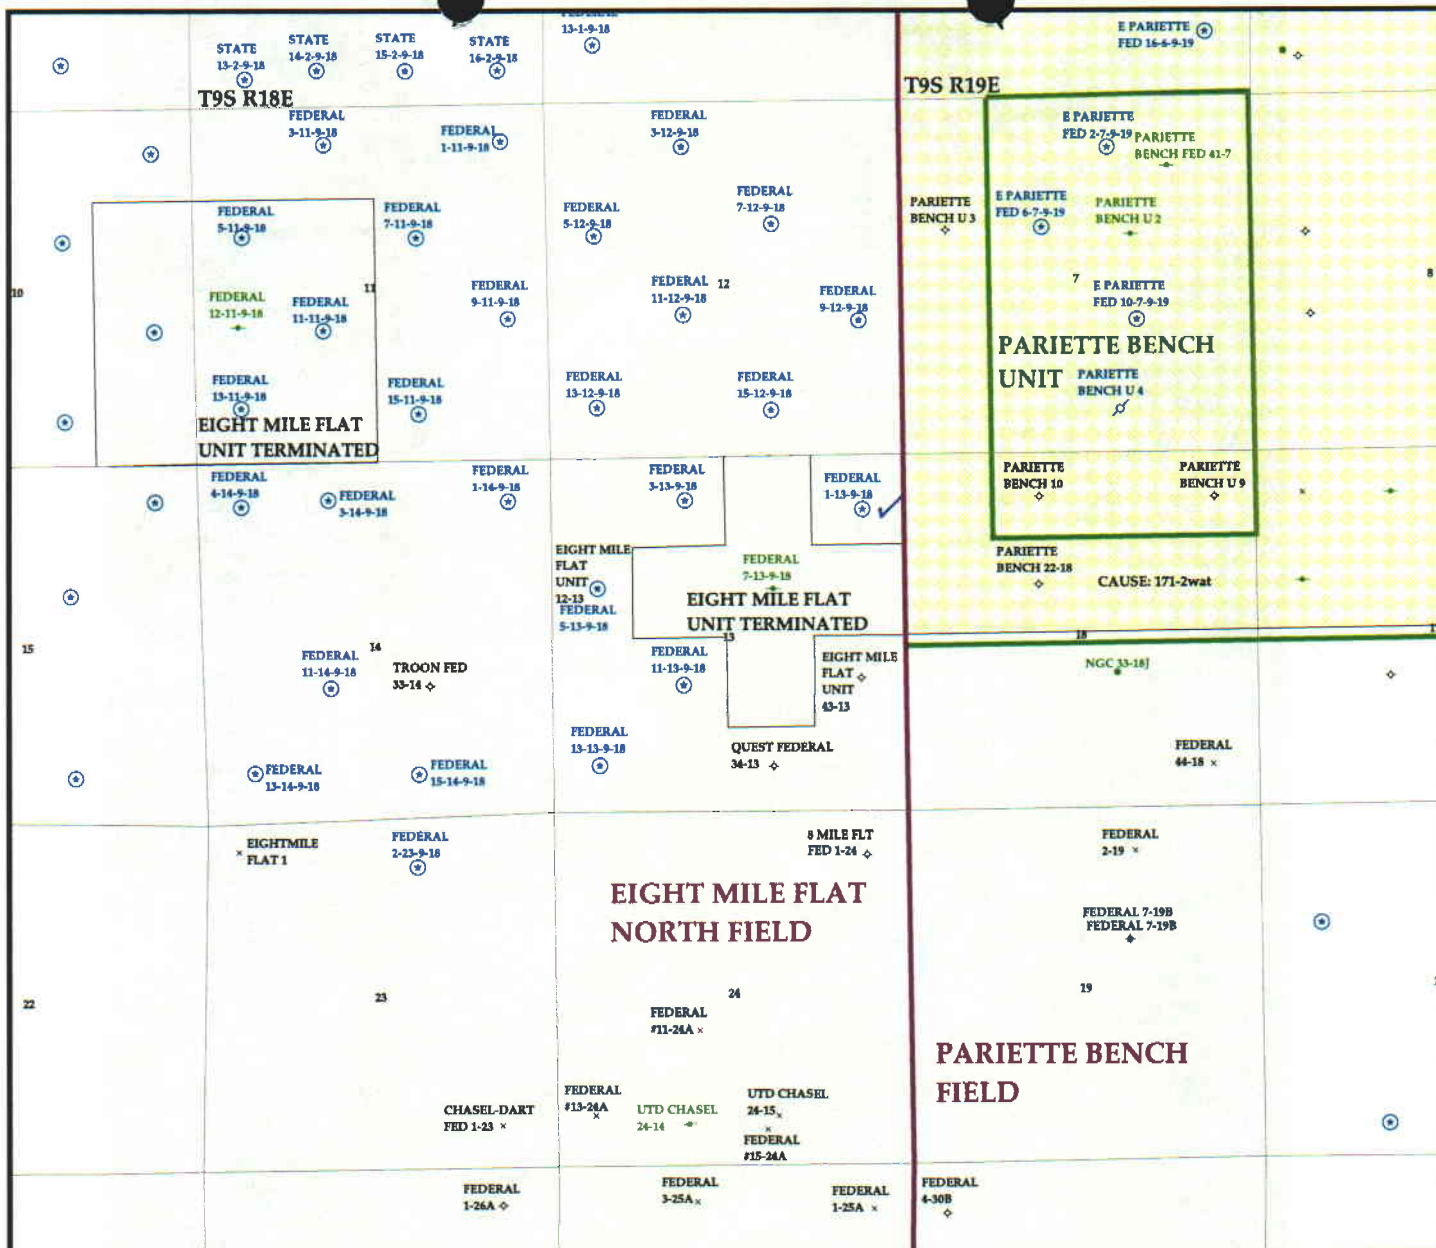 FEDERAL
13-1-9-18
STATE
13-2-9-18
STATE
14-2-9-18
STATE
15-2-9-18
STATE
16-2-9-18
E PARIETTE
FED 16-6-9-19
T9S R18E
T9S R19E
FEDERAL
3-11-9-18
FEDERAL
1-11-9-18
FEDERAL
3-12-9-18
E PARIETTE
FED 2-7-9-19
PARIETTE
BENCH FED 41-7
FEDERAL
5-11-9-18
FEDERAL
7-11-9-18
FEDERAL
5-12-9-18
FEDERAL
7-12-9-18
PARIETTE
BENCH U 3
E PARIETTE
FED 6-7-9-19
PARIETTE
BENCH U 2
10
FEDERAL
12-11-9-18
FEDERAL
11-11-9-18
11
FEDERAL
9-11-9-18
FEDERAL
11-12-9-18
12
FEDERAL
9-12-9-18
7
E PARIETTE
FED 10-7-9-19
8
PARIETTE BENCH
UNIT
PARIETTE
BENCH U 4
FEDERAL
13-11-9-18
FEDERAL
15-11-9-18
FEDERAL
13-12-9-18
FEDERAL
15-12-9-18
EIGHT MILE FLAT
UNIT TERMINATED
FEDERAL
4-14-9-18
FEDERAL
3-14-9-18
FEDERAL
1-14-9-18
FEDERAL
3-13-9-18
FEDERAL
1-13-9-18
PARIETTE
BENCH 10
PARIETTE
BENCH U 9
EIGHT MILE
FLAT
UNIT
12-13
FEDERAL
5-13-9-18
FEDERAL
7-13-9-18
EIGHT MILE FLAT
UNIT TERMINATED
PARIETTE
BENCH 22-18
CAUSE: 171-2wat
15
14
13
18
17
FEDERAL
11-14-9-18
TROON FED
33-14
FEDERAL
11-13-9-18
EIGHT MILE
FLAT
UNIT
43-13
NGC 33-18J
FEDERAL
13-14-9-18
FEDERAL
15-14-9-18
FEDERAL
13-13-9-18
QUEST FEDERAL
34-13
FEDERAL
44-18
EIGHTMILE
FLAT 1
FEDERAL
2-23-9-18
8 MILE FLT
FED 1-24
FEDERAL
2-19
EIGHT MILE FLAT
NORTH FIELD
FEDERAL 7-19B
FEDERAL 7-19B
22
23
24
19
FEDERAL
#11-24A
PARIETTE BENCH
FIELD
CHASEL-DART
FED 1-23
FEDERAL
#13-24A
UTD CHASEL
24-14
UTD CHASEL
24-15
FEDERAL
#15-24A
FEDERAL
1-26A
FEDERAL
3-25A
FEDERAL
1-25A
FEDERAL
4-30B